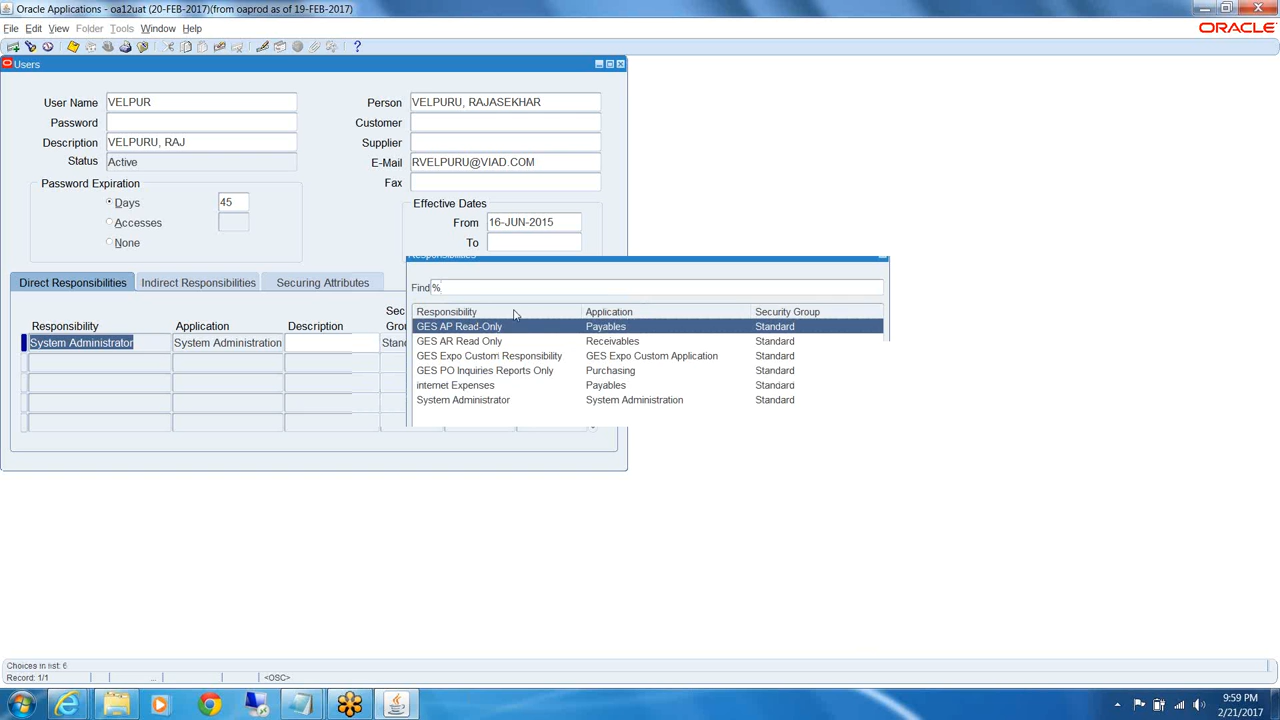 Oracle Applications - oa12uat (20-FEB-2017)(from oaprod as of 19-FEB-2017)
File Edit View Folder Tools Window Help
ORACLE
Users
User Name VELPUR
Person VELPURU, RAJASEKHAR
Password
Customer
Description VELPURU, RAJ
Supplier
Status Active
E-Mail RVELPURU@VIAD.COM
Fax
Password Expiration
Days 45
Accesses
None
Effective Dates
From 16-JUN-2015
To
Direct Responsibilities Indirect Responsibilities Securing Attributes
Responsibility Application Description
System Administrator System Administration
Responsibilities
Find %
Responsibility Application Security Group
GES AP Read-Only Payables Standard
GES AR Read Only Receivables Standard
GES Expo Custom Responsibility GES Expo Custom Application Standard
GES PO Inquiries Reports Only Purchasing Standard
internet Expenses Payables Standard
System Administrator System Administration Standard
Choices in list: 6
Record: 1/1 ... <OSC>
9:59 PM
2/21/2017